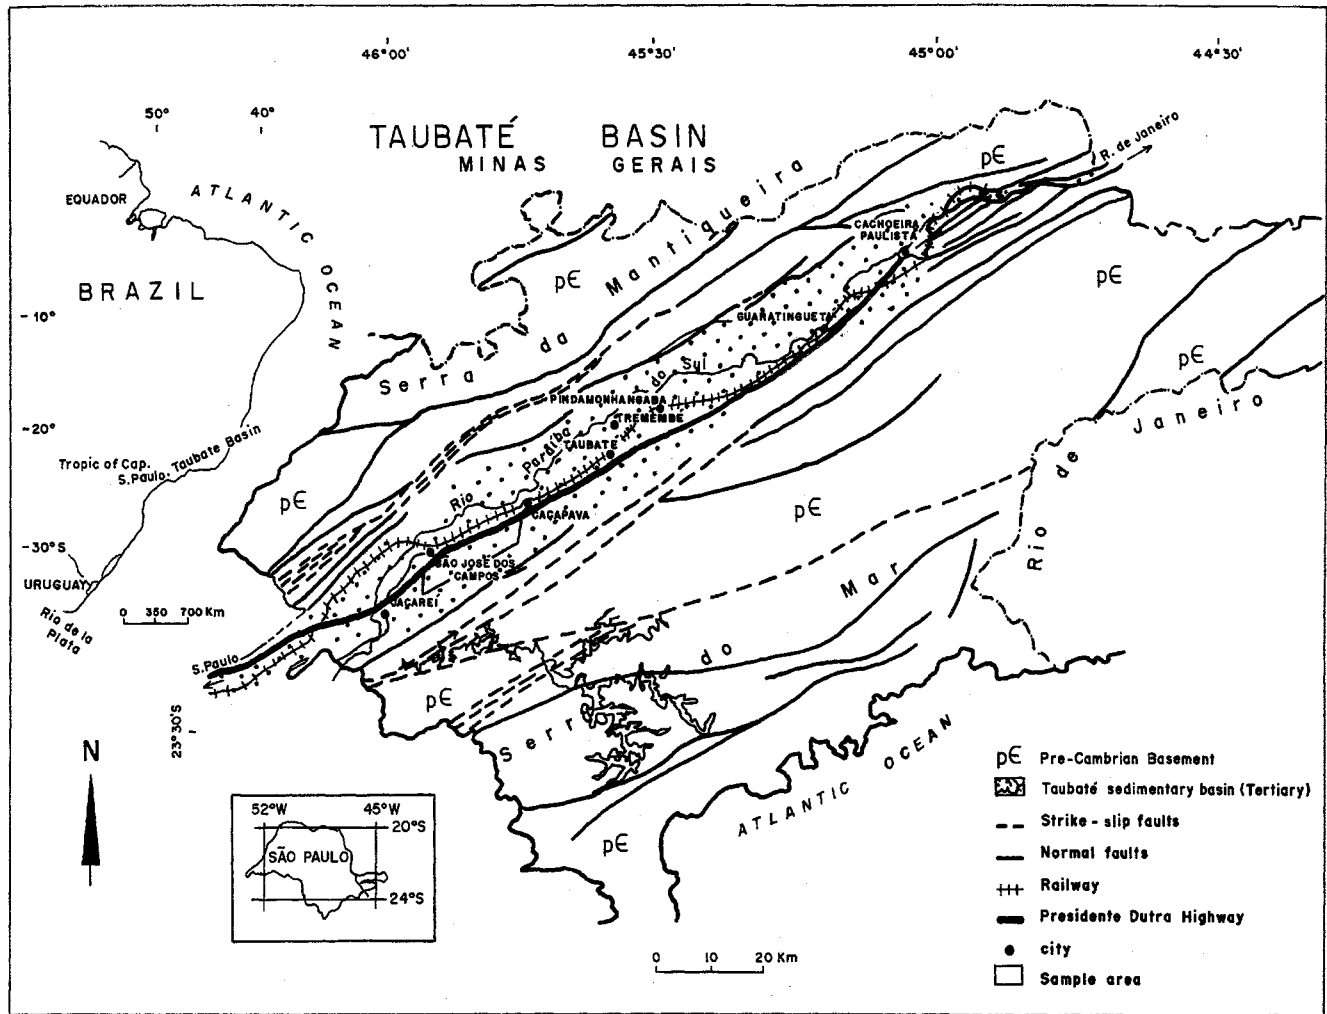 46°00' 45°30' 45°00' 44°30'
50° 40°
TAUBATÉ BASIN
MINAS GERAIS
EQUADOR
ATLANTIC OCEAN
BRAZIL
-10°
-20°
Tropic of Cap.
S.Paulo. Taubate Basin
-30°S
URUGUAY
Rio de la
Plata
0 350 700 Km
pЄ
R. de Janeiro
CACHOEIRA
PAULISTA
pЄ
Serra da Mantiqueira
pЄ
GUARATINGUETA
pЄ
Rio Paraiba do Sul
PINDAMONHANGABA
TREMEMBE
TAUBATE
Rio de Janeiro
pЄ
CAÇAPAVA
pЄ
SÃO JOSÉ DOS
CAMPOS
JACAREÍ
S.Paulo
Serra do Mar
pЄ
23°30'S
N
ATLANTIC OCEAN
pЄ
52°W 45°W
20°S
SÃO PAULO
24°S
0 10 20 Km
pЄ Pre-Cambrian Basement
Taubaté sedimentary basin (Tertiary)
Strike-slip faults
Normal faults
Railway
Presidente Dutra Highway
city
Sample area